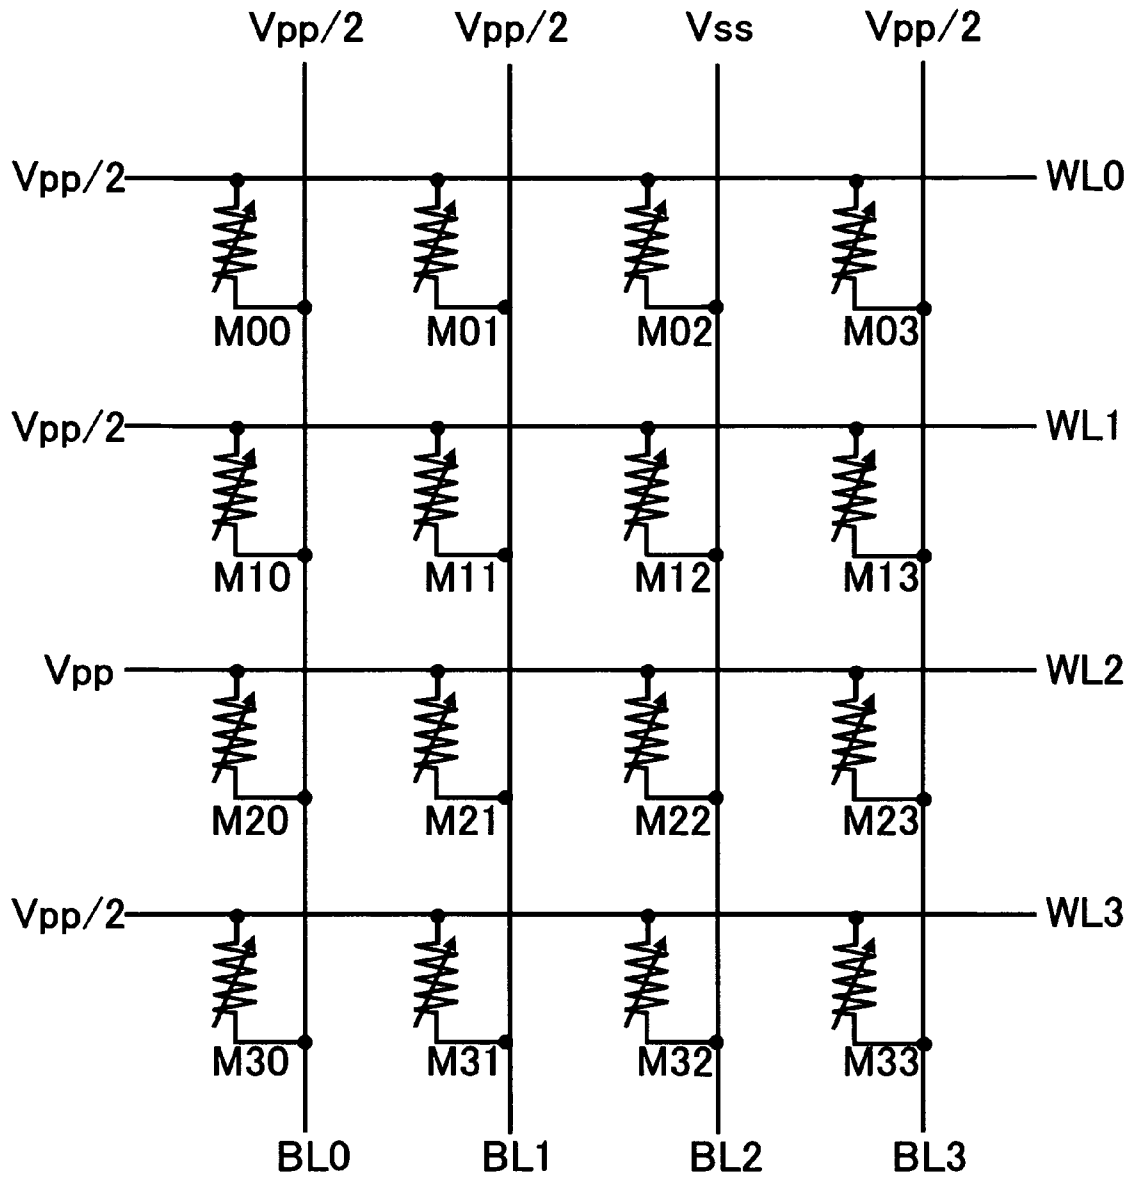 Vpp/2 Vpp/2 Vss Vpp/2
Vpp/2 WL0
M00 M01 M02 M03
Vpp/2 WL1
M10 M11 M12 M13
Vpp WL2
M20 M21 M22 M23
Vpp/2 WL3
M30 M31 M32 M33
BL0 BL1 BL2 BL3